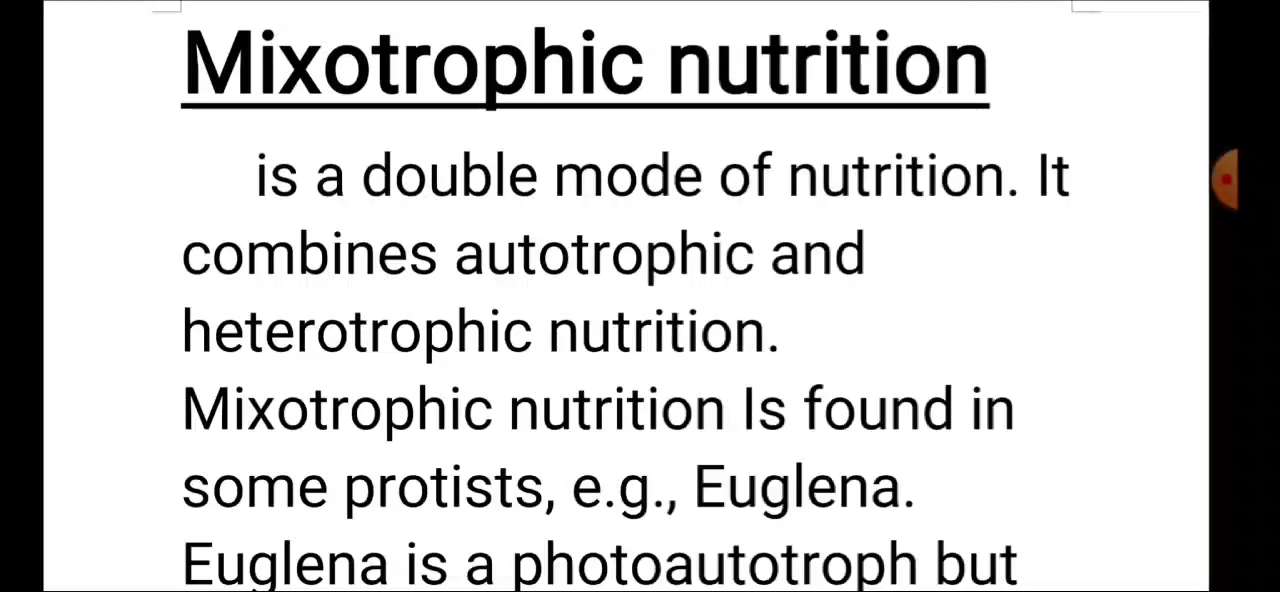 Mixotrophic nutrition
is a double mode of nutrition. It
combines autotrophic and
heterotrophic nutrition.
Mixotrophic nutrition Is found in
some protists, e.g., Euglena.
Euglena is a photoautotroph but